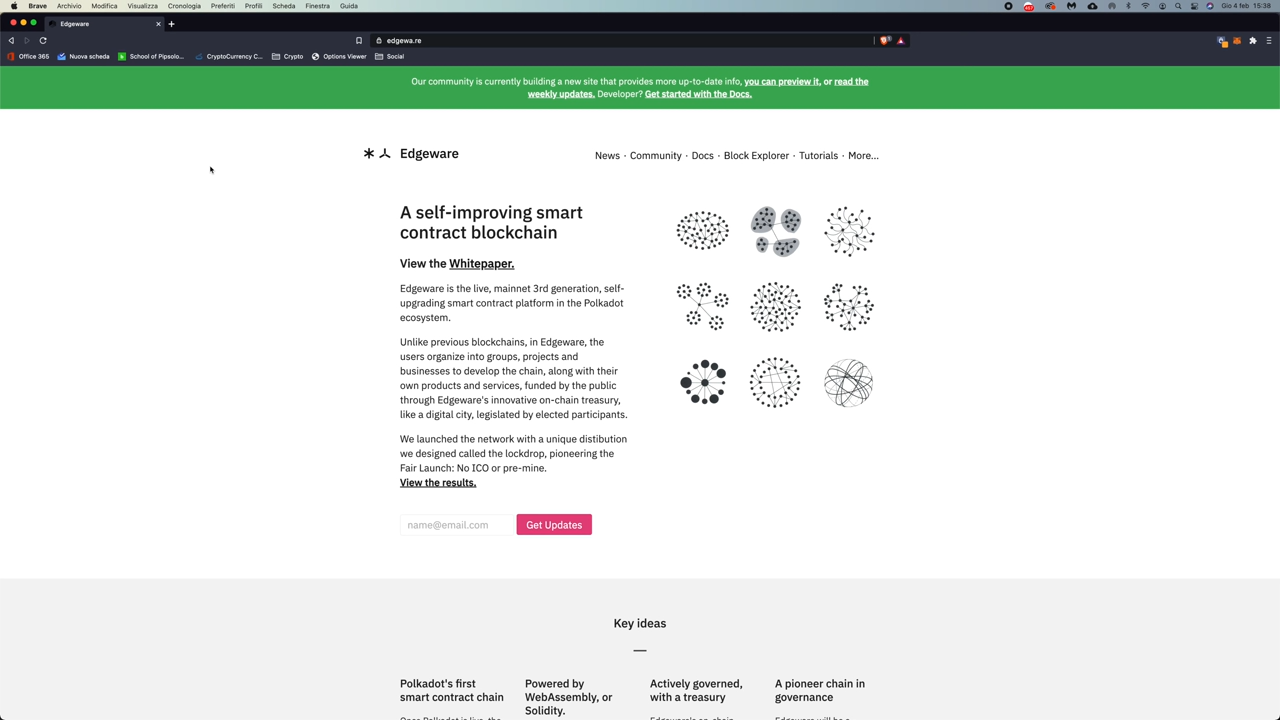 Brave Archivio Modifica Visualizza Cronologia Preferiti Profili Scheda Finestra Guida Gio 4 feb 15:38
Edgeware
edgewa.re
Office 365 Nuova scheda School of Pipsolo... CryptoCurrency C... Crypto Options Viewer Social
Our community is currently building a new site that provides more up-to-date info, you can preview it, or read the
weekly updates. Developer? Get started with the Docs.
Edgeware
News · Community · Docs · Block Explorer · Tutorials · More...
A self-improving smart
contract blockchain
View the Whitepaper.
Edgeware is the live, mainnet 3rd generation, self-
upgrading smart contract platform in the Polkadot
ecosystem.
Unlike previous blockchains, in Edgeware, the
users organize into groups, projects and
businesses to develop the chain, along with their
own products and services, funded by the public
through Edgeware's innovative on-chain treasury,
like a digital city, legislated by elected participants.
We launched the network with a unique distibution
we designed called the lockdrop, pioneering the
Fair Launch: No ICO or pre-mine.
View the results.
name@email.com Get Updates
Key ideas
Polkadot's first
smart contract chain
Powered by
WebAssembly, or
Solidity.
Actively governed,
with a treasury
A pioneer chain in
governance